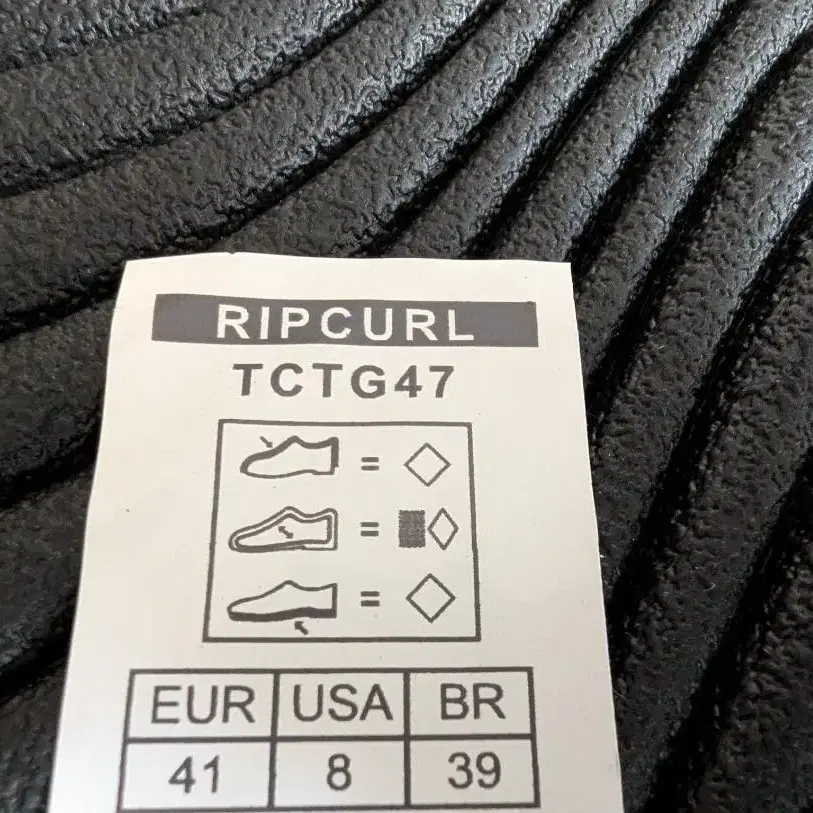 RIPCURL
TCTG47
=
=
=
EUR USA BR
41 8 39